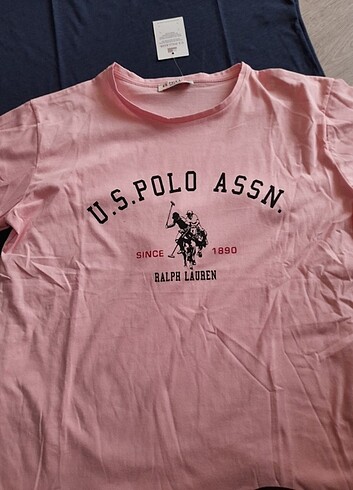 U.S. POLO ASSN.
SINCE 1890
RALPH LAUREN